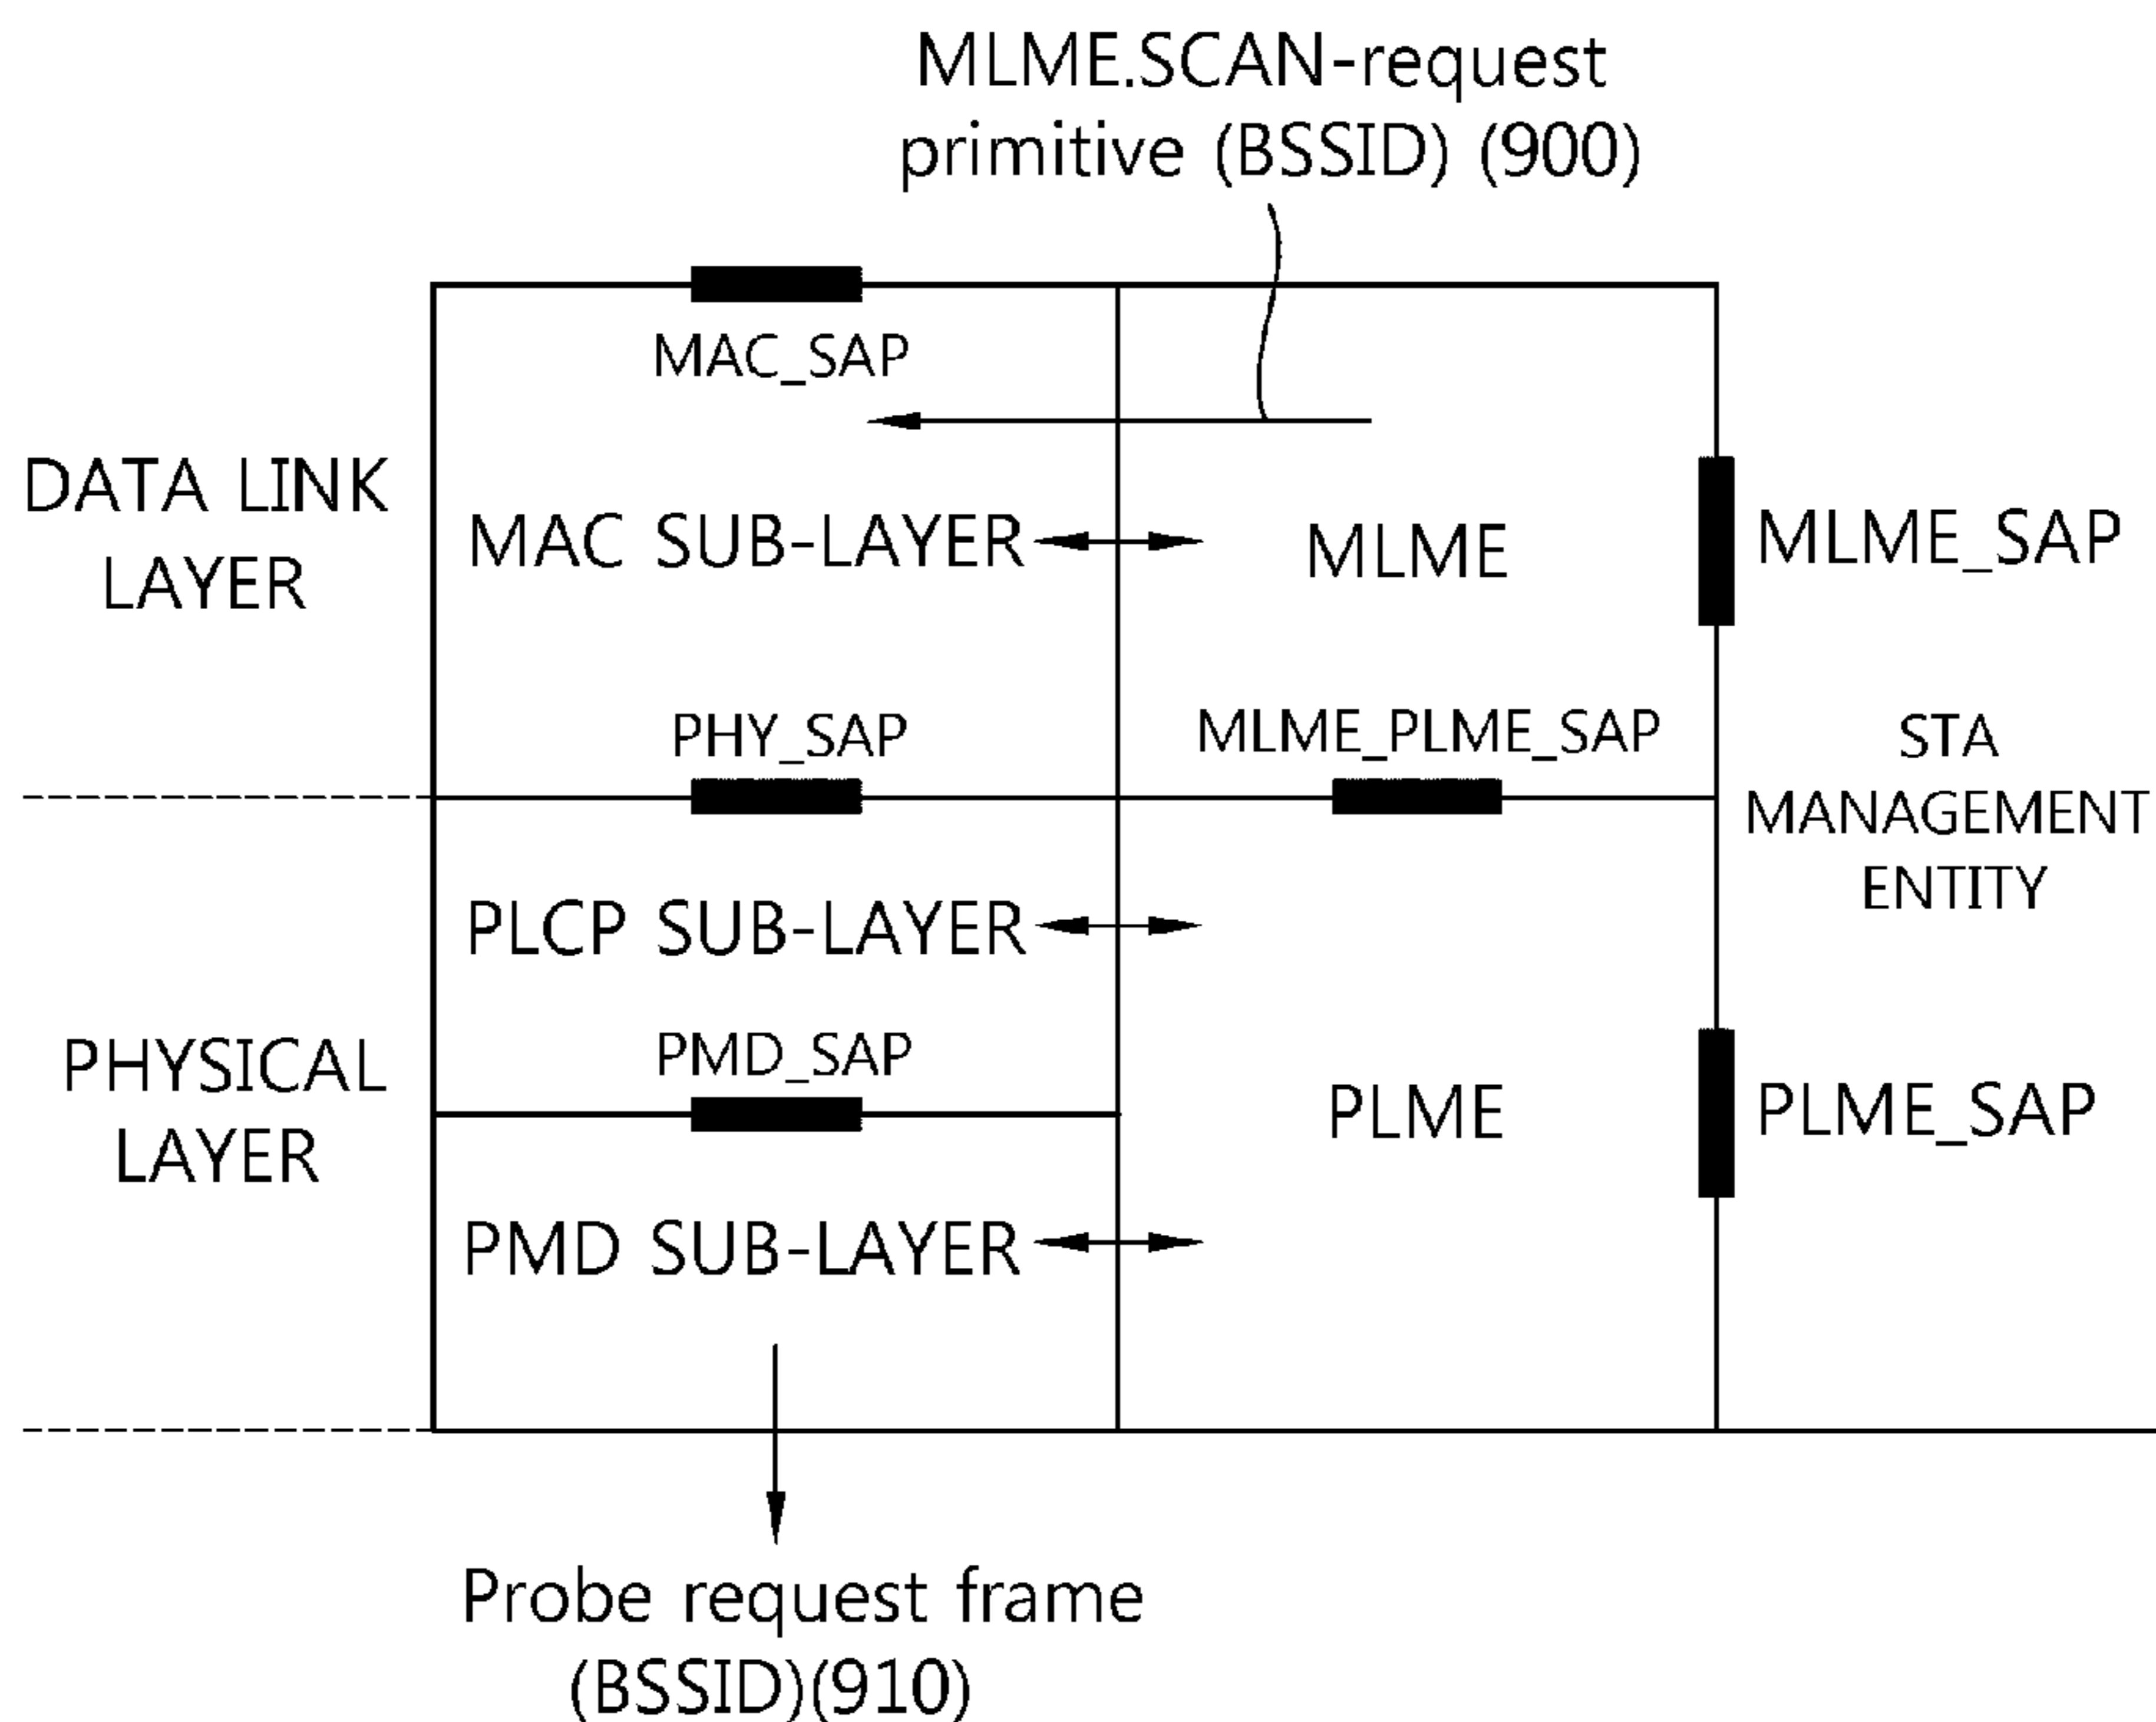 MLME.SCAN-request
primitive (BSSID) (900)
MAC_SAP
DATA LINK
LAYER
MAC SUB-LAYER
MLME
MLME_SAP
PHY_SAP
MLME_PLME_SAP
STA
MANAGEMENT
ENTITY
PLCP SUB-LAYER
PHYSICAL
LAYER
PMD_SAP
PLME
PLME_SAP
PMD SUB-LAYER
Probe request frame
(BSSID)(910)